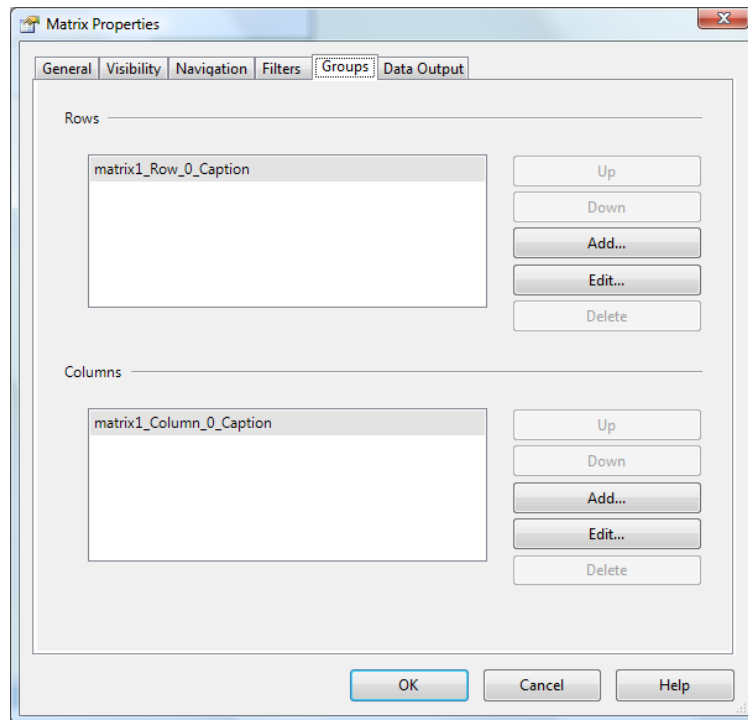 Matrix Properties
General Visibility Navigation Filters Groups Data Output
Rows
matrix1_Row_0_Caption
Up
Down
Add...
Edit...
Delete
Columns
matrix1_Column_0_Caption
Up
Down
Add...
Edit...
Delete
OK Cancel Help